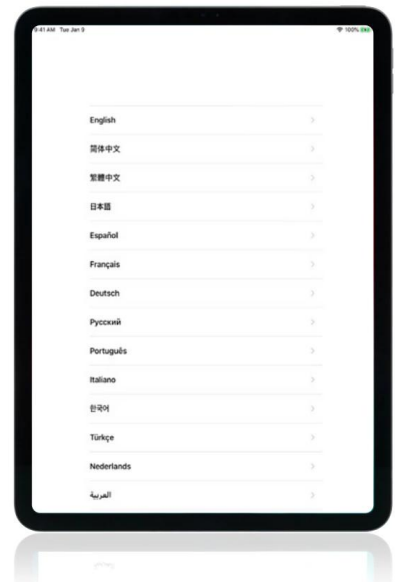 9:41 AM Tue Jan 9
100%
English
简体中文
繁體中文
日本語
Español
Français
Deutsch
Русский
Português
Italiano
한국어
Türkçe
Nederlands
العربية